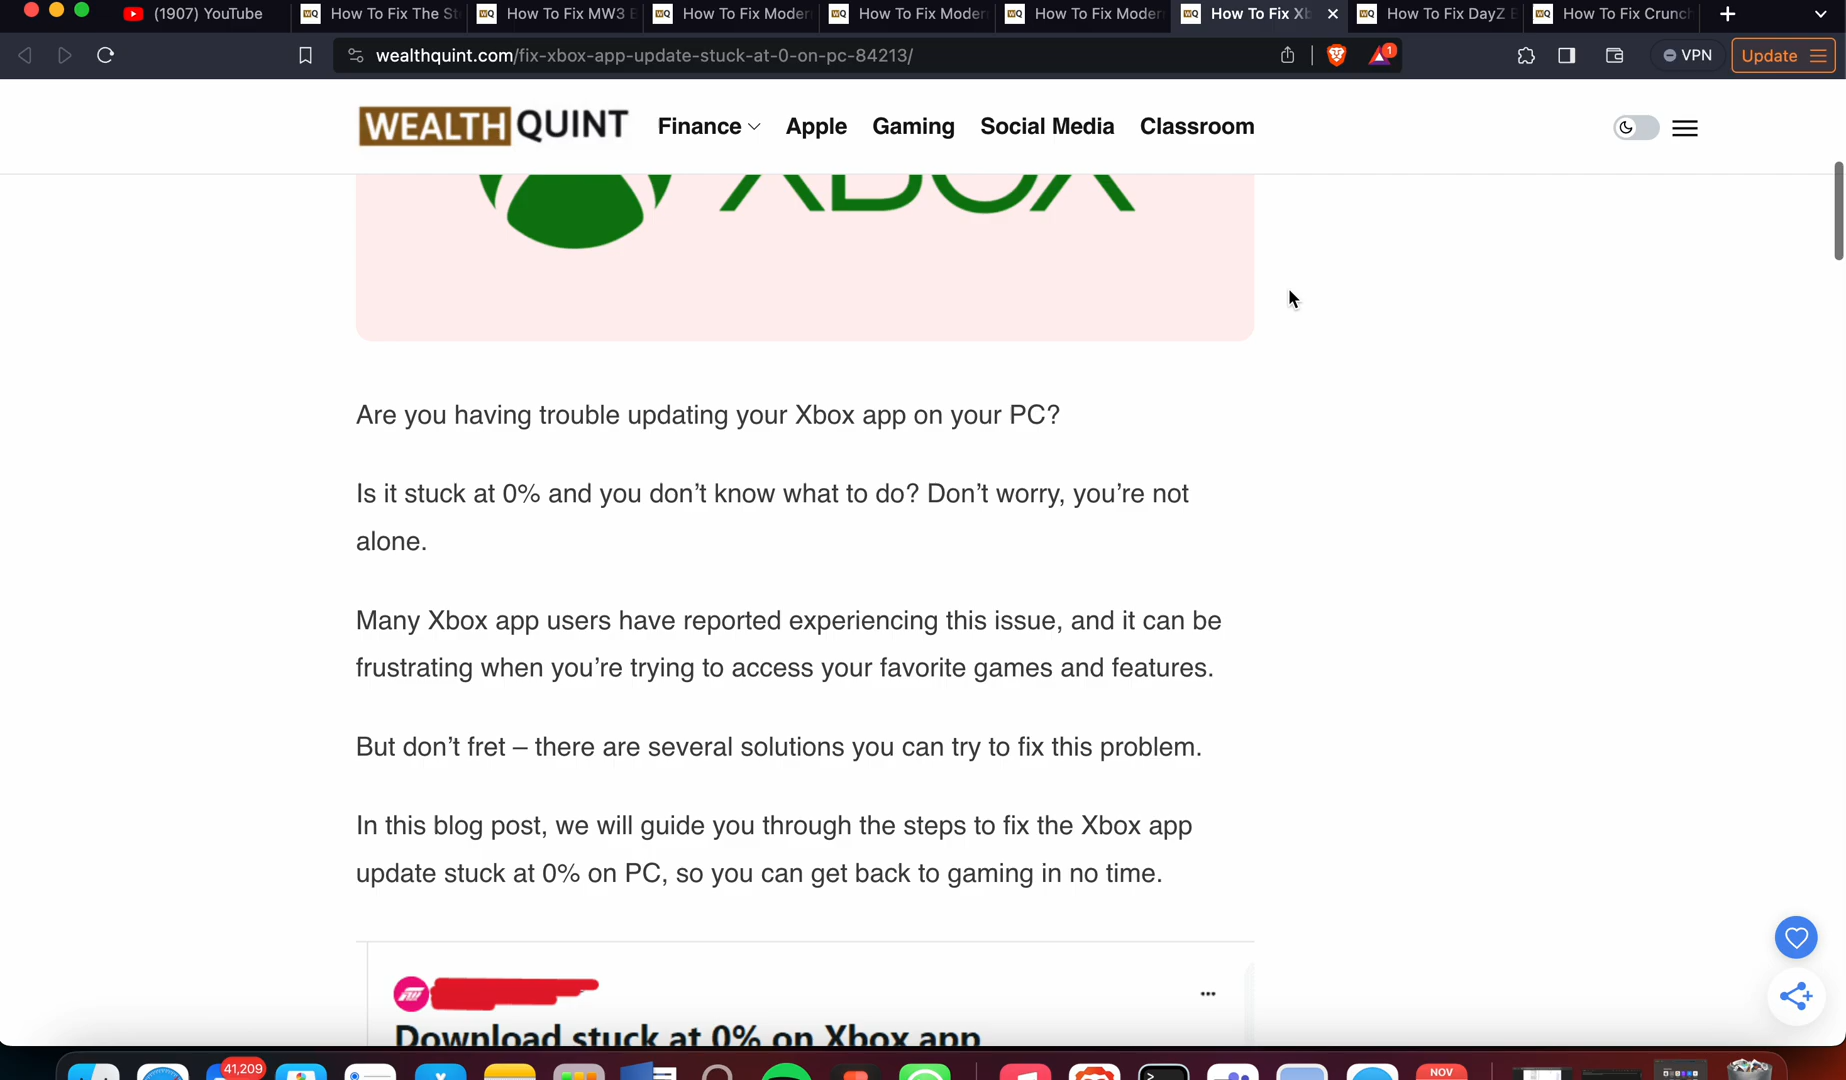 (1907) YouTube
How To Fix The St
How To Fix MW3 E
How To Fix Moder
How To Fix Moder
How To Fix Moder
How To Fix Xb
How To Fix DayZ E
How To Fix Crunch
wealthquint.com/fix-xbox-app-update-stuck-at-0-on-pc-84213/
1
VPN
Update
WEALTH QUINT
Finance
Apple
Gaming
Social Media
Classroom
XBOX
Are you having trouble updating your Xbox app on your PC?
Is it stuck at 0% and you don’t know what to do? Don’t worry, you’re not
alone.
Many Xbox app users have reported experiencing this issue, and it can be
frustrating when you’re trying to access your favorite games and features.
But don’t fret – there are several solutions you can try to fix this problem.
In this blog post, we will guide you through the steps to fix the Xbox app
update stuck at 0% on PC, so you can get back to gaming in no time.
Download stuck at 0% on Xbox app
41,209
NOV